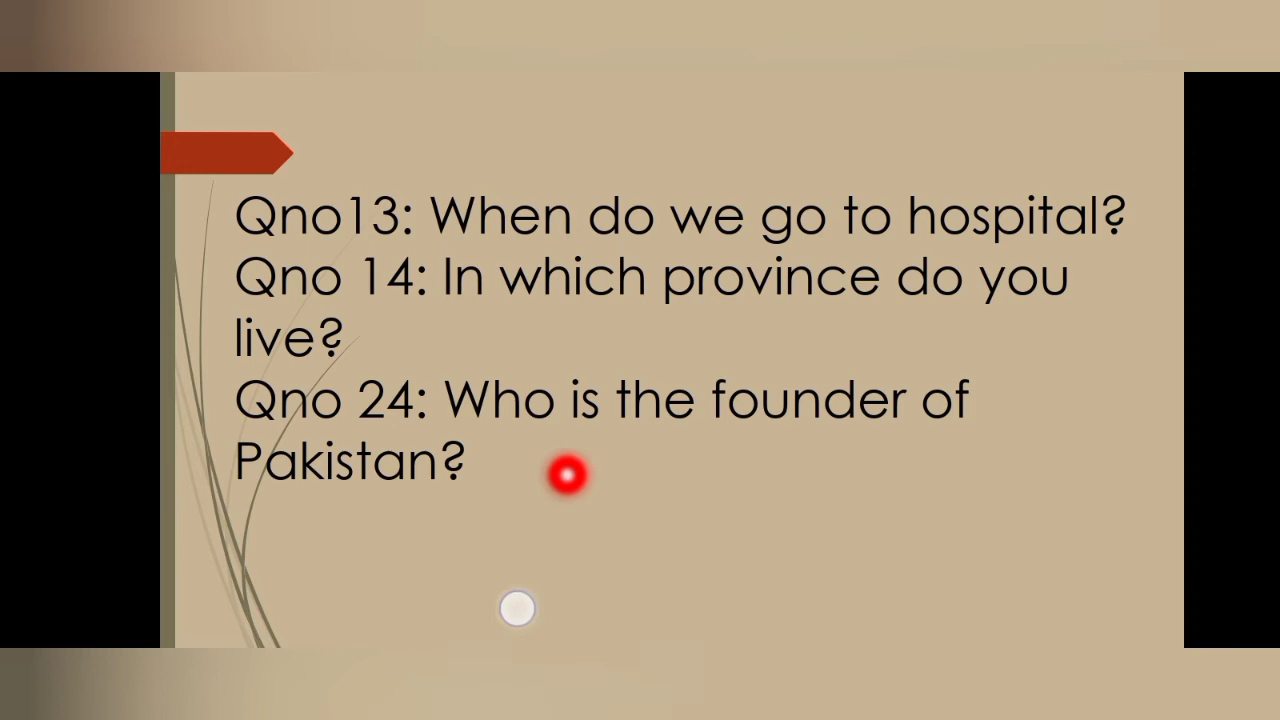 Qno13: When do we go to hospital?
Qno 14: In which province do you
live?
Qno 24: Who is the founder of
Pakistan?